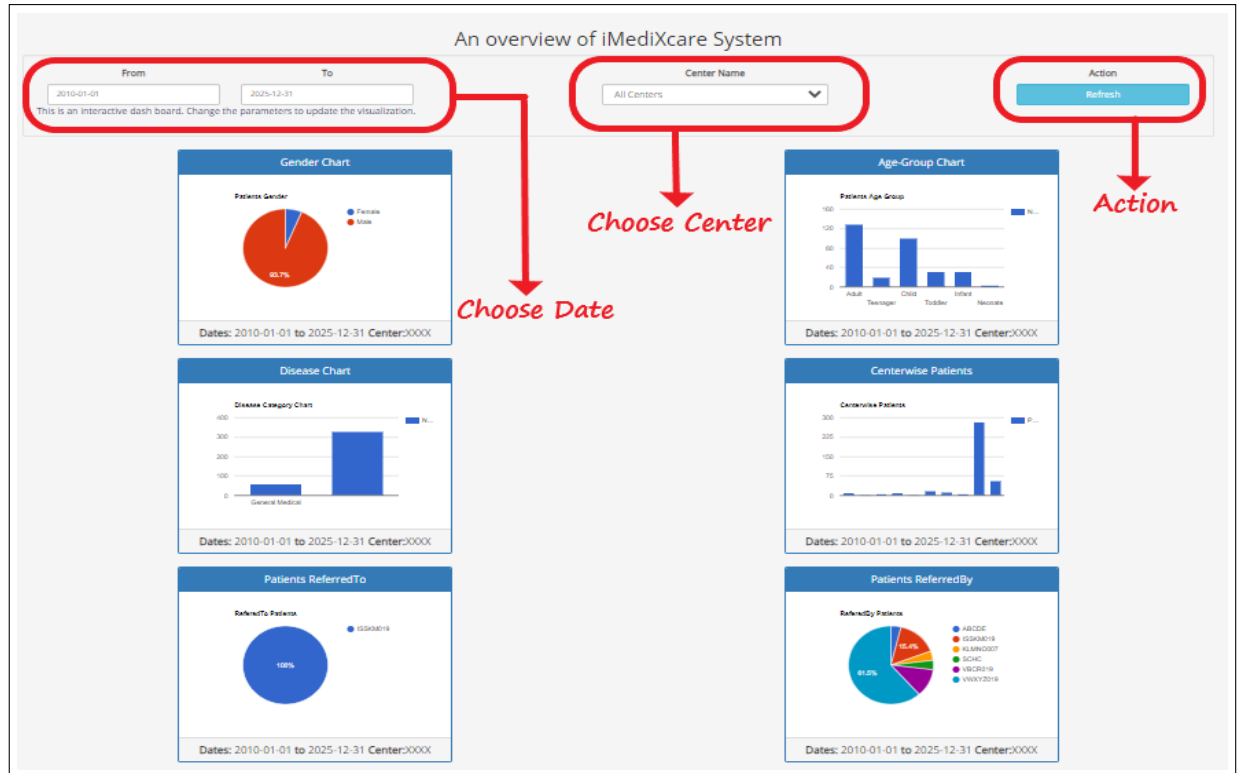 An overview of iMediXcare System
From
To
Center Name
Action
2010-01-01
2025-12-31
All Centers
Refresh
This is an interactive dash board. Change the parameters to update the visualization.
Choose Date
Choose Center
Action
Gender Chart
Patients Gender
Female
Male
93.7%
Dates: 2010-01-01 to 2025-12-31 Center:XXXX
Age-Group Chart
Patients Age Group
N...
160
120
80
40
0
Adult
Teenager
Child
Toddler
Infant
Neonate
Dates: 2010-01-01 to 2025-12-31 Center:XXXX
Disease Chart
Disease Category Chart
N...
400
300
200
100
0
General Medical
Dates: 2010-01-01 to 2025-12-31 Center:XXXX
Centerwise Patients
Centerwise Patients
P...
300
225
150
75
0
Dates: 2010-01-01 to 2025-12-31 Center:XXXX
Patients ReferredTo
ReferedTo Patients
ISSKM019
100%
Dates: 2010-01-01 to 2025-12-31 Center:XXXX
Patients ReferredBy
ReferedBy Patients
ABCDE
ISSKM019
KLMNO007
SCHC
VBCR019
VWXYZ019
15.4%
61.5%
Dates: 2010-01-01 to 2025-12-31 Center:XXXX